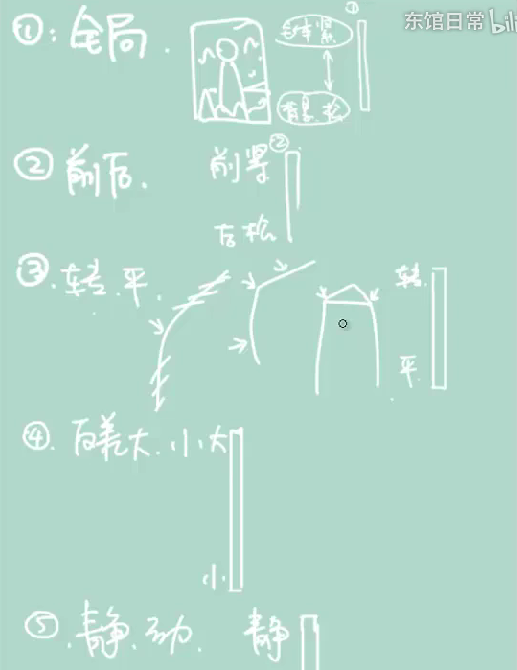 东馆日常 bili
①：全局.
主体 紧 ①
背景 松
②前后. 前紧 ②
后松
③.转.平. 转.
平.
④.反差大.小 大
小
⑤.静.动. 静